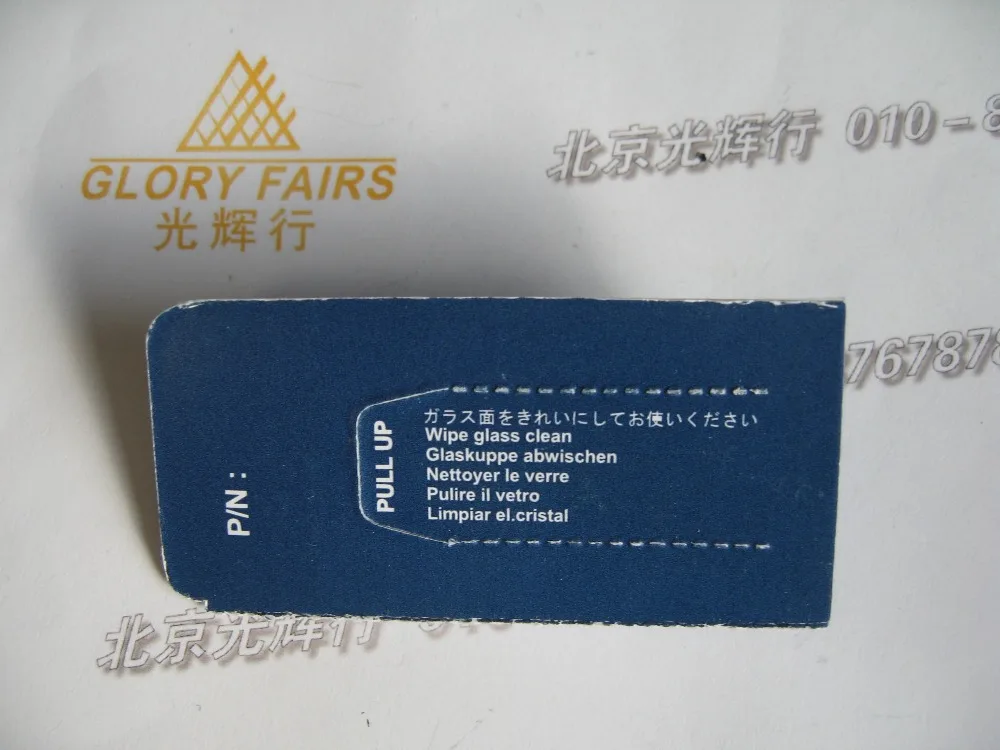 GLORY FAIRS
光辉行
北京光辉行 010-8
767878
P/N :
PULL UP
ガラス面をきれいにしてお使いください
Wipe glass clean
Glaskuppe abwischen
Nettoyer le verre
Pulire il vetro
Limpiar el.cristal
北京光辉行